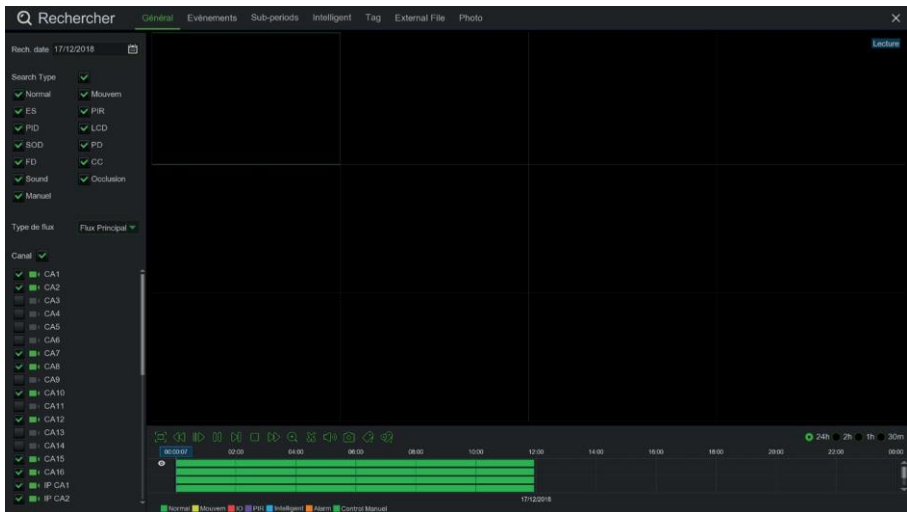 Rechercher
Général Evènements Sub-periods Intelligent Tag External File Photo
Rech. date 17/12/2018
Lecture
Search Type
Normal Mouvem
ES PIR
PID LCD
SOD PD
FD CC
Sound Occlusion
Manuel
Type de flux Flux Principal
Canal
CA1
CA2
CA3
CA4
CA5
CA6
CA7
CA8
CA9
CA10
CA11
CA12
CA13
CA14
CA15
CA16
IP CA1
IP CA2
24h 2h 1h 30m
00:00:07 02:00 04:00 06:00 08:00 10:00 12:00 14:00 16:00 18:00 20:00 22:00 00:00
17/12/2018
Normal Mouvem IO PIR Intelligent Alarm Control Manuel